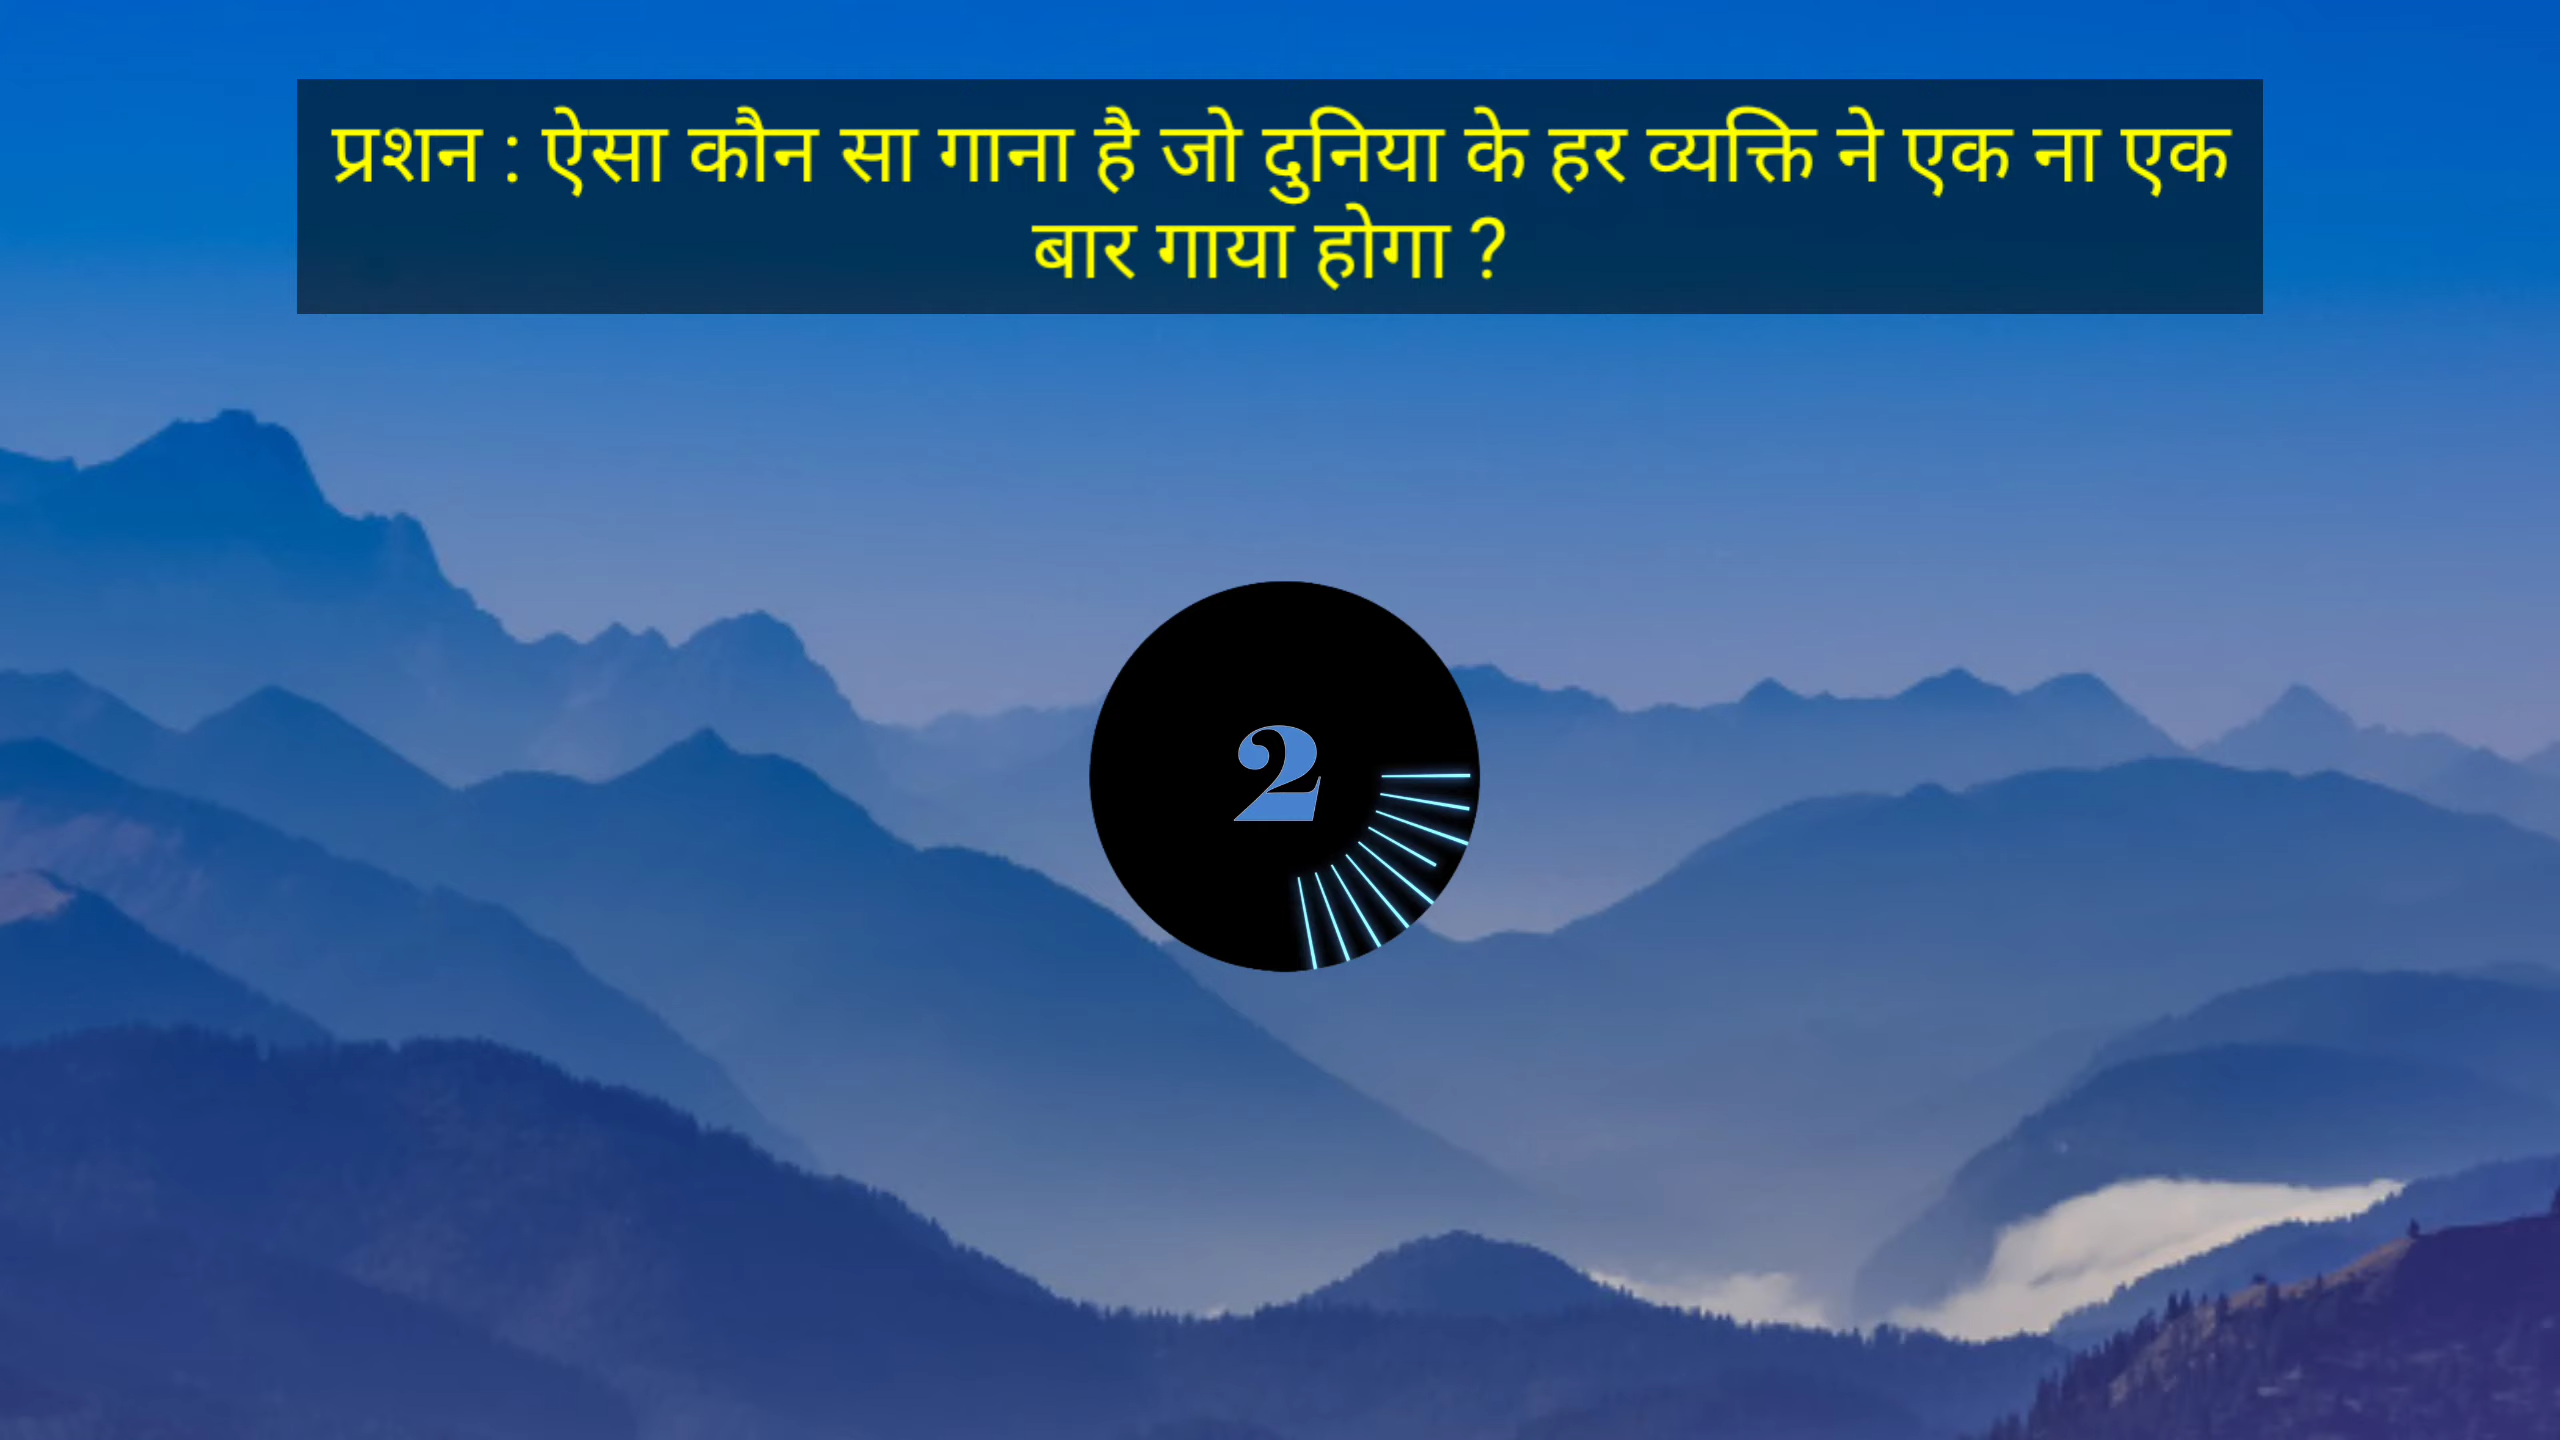 प्रशन : ऐसा कौन सा गाना है जो दुनिया के हर व्यक्ति ने एक ना एक
बार गाया होगा ?
2